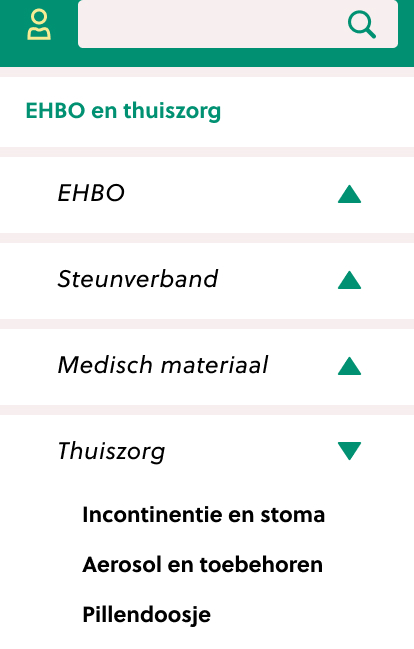 EHBO en thuiszorg
EHBO
Steunverband
Medisch materiaal
Thuiszorg
Incontinentie en stoma
Aerosol en toebehoren
Pillendoosje